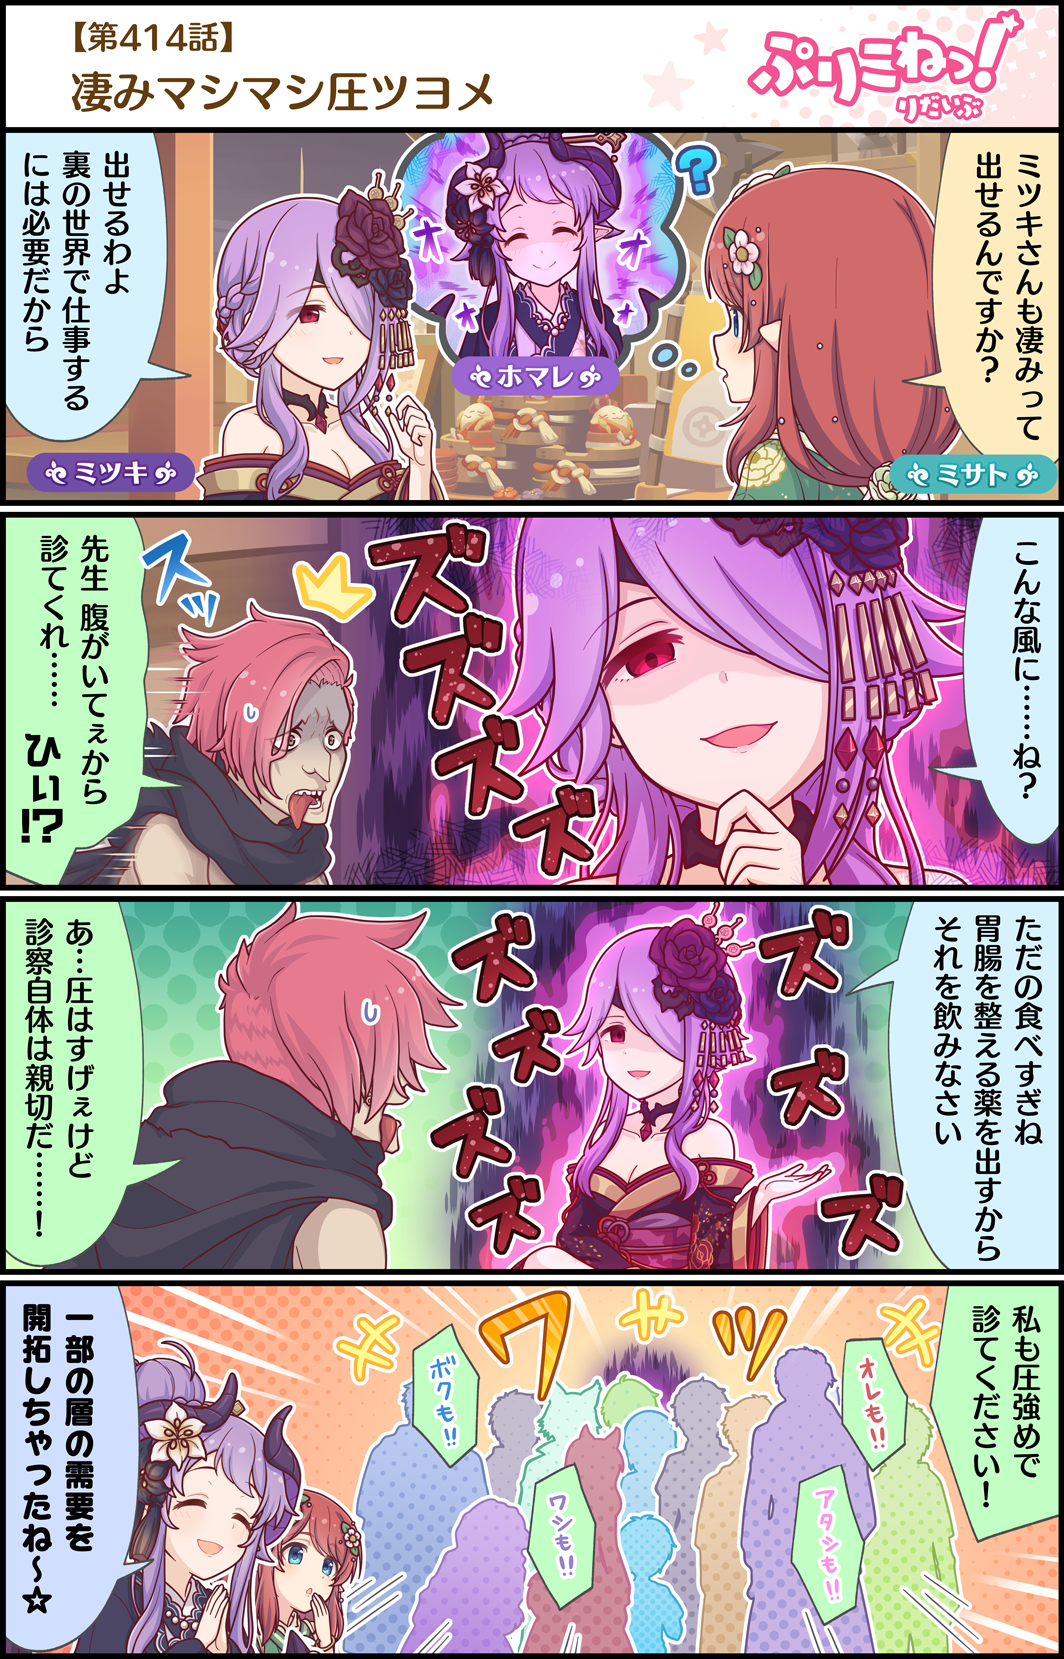 【第414話】
凄みマシマシ圧ツヨメ
ぷりこねっ!
りだいぶ
ミツキさんも凄みって
出せるんですか?
ミサト
?
オ
オ
オ
オ
ホマレ
出せるわよ
裏の世界で仕事する
には必要だから
ミツキ
こんな風に……ね?
ズ
ズ
ズ
ズ
スッ
先生 腹がいてぇから
診てくれ……
ひぃ!?
ただの食べすぎね
胃腸を整える薬を出すから
それを飲みなさい
ズ
ズ
ズ
ズ
ズ
ズ
ズ
あ…圧はすげぇけど
診察自体は親切だ……!
私も圧強めで
診てください!
オレも!!
アタシも!!
ワッ
ワシも!!
ボクも!!
一部の層の需要を
開拓しちゃったね～☆